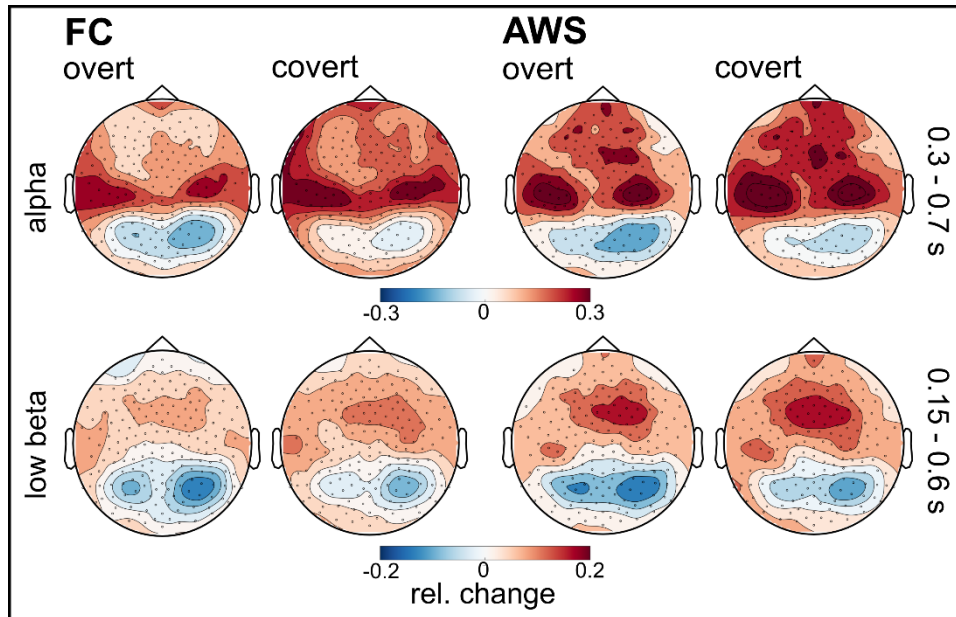 FC
AWS
overt
covert
overt
covert
alpha
0.3 - 0.7 s
-0.3
0
0.3
low beta
0.15 - 0.6 s
-0.2
0
0.2
rel. change